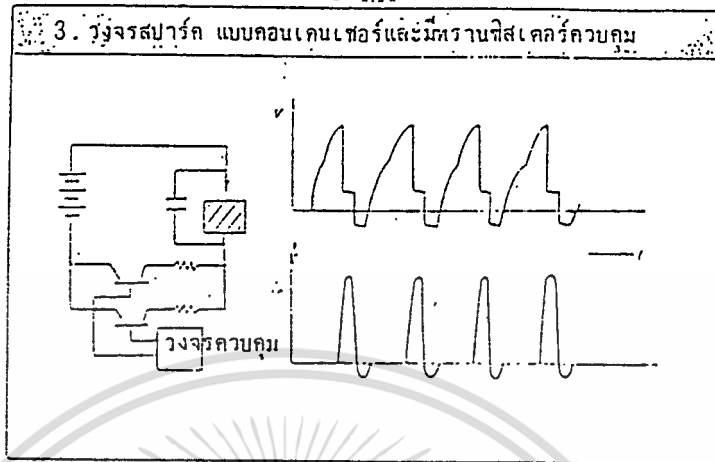 3. วงจรสปาร์ค แบบคอนเดนเซอร์และมีทรานซิสเตอร์ควบคุม
V
วงจรควบคุม